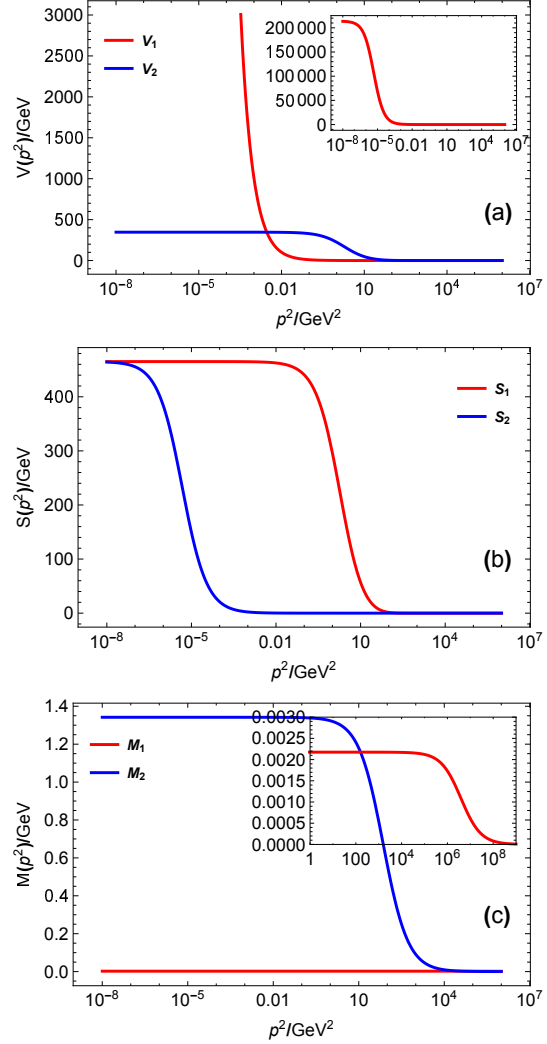 3000
2500
2000
1500
1000
500
0
V(p²)/GeV
V₁
V₂
200 000
150 000
100 000
50 000
0
10⁻⁸ 10⁻⁵ 0.01 10 10⁴ 10⁷
(a)
10⁻⁸ 10⁻⁵ 0.01 10 10⁴ 10⁷
p²/GeV²
400
300
200
100
0
S(p²)/GeV
S₁
S₂
(b)
10⁻⁸ 10⁻⁵ 0.01 10 10⁴ 10⁷
p²/GeV²
1.4
1.2
1.0
0.8
0.6
0.4
0.2
0.0
M(p²)/GeV
M₁
M₂
0.0030
0.0025
0.0020
0.0015
0.0010
0.0005
0.0000
1 100 10⁴ 10⁶ 10⁸
(c)
10⁻⁸ 10⁻⁵ 0.01 10 10⁴ 10⁷
p²/GeV²